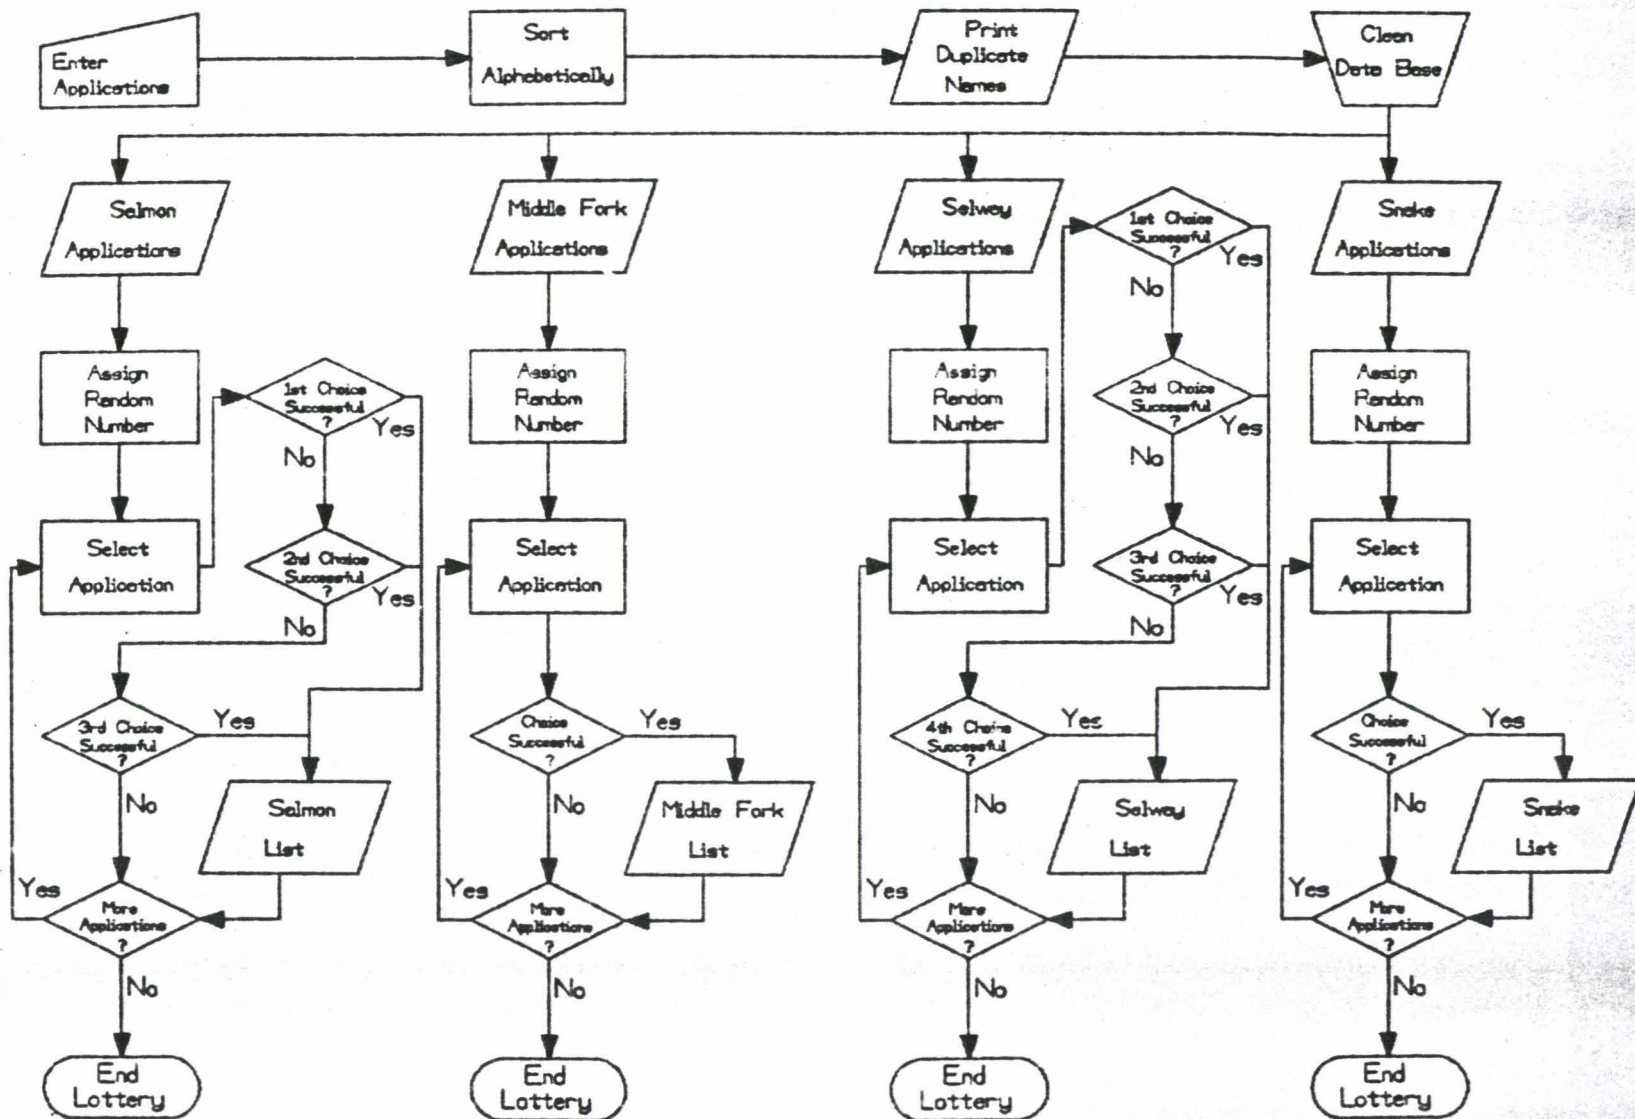 Enter
Applications
Sort
Alphabetically
Print
Duplicate
Names
Clean
Data Base
Salmon
Applications
Middle Fork
Applications
Selway
Applications
1st Choice
Successful
?
Yes
No
Snake
Applications
Assign
Random
Number
1st Choice
Successful
?
Yes
No
Assign
Random
Number
Assign
Random
Number
2nd Choice
Successful
?
Yes
No
Assign
Random
Number
Select
Application
2nd Choice
Successful
?
Yes
No
Select
Application
Select
Application
3rd Choice
Successful
?
Yes
No
Select
Application
3rd Choice
Successful
?
Yes
No
Choice
Successful
?
Yes
No
4th Choice
Successful
?
Yes
No
Choice
Successful
?
Yes
No
Salmon
List
Middle Fork
List
Selway
List
Snake
List
More
Applications
?
Yes
No
More
Applications
?
Yes
No
More
Applications
?
Yes
No
More
Applications
?
Yes
No
End
Lottery
End
Lottery
End
Lottery
End
Lottery